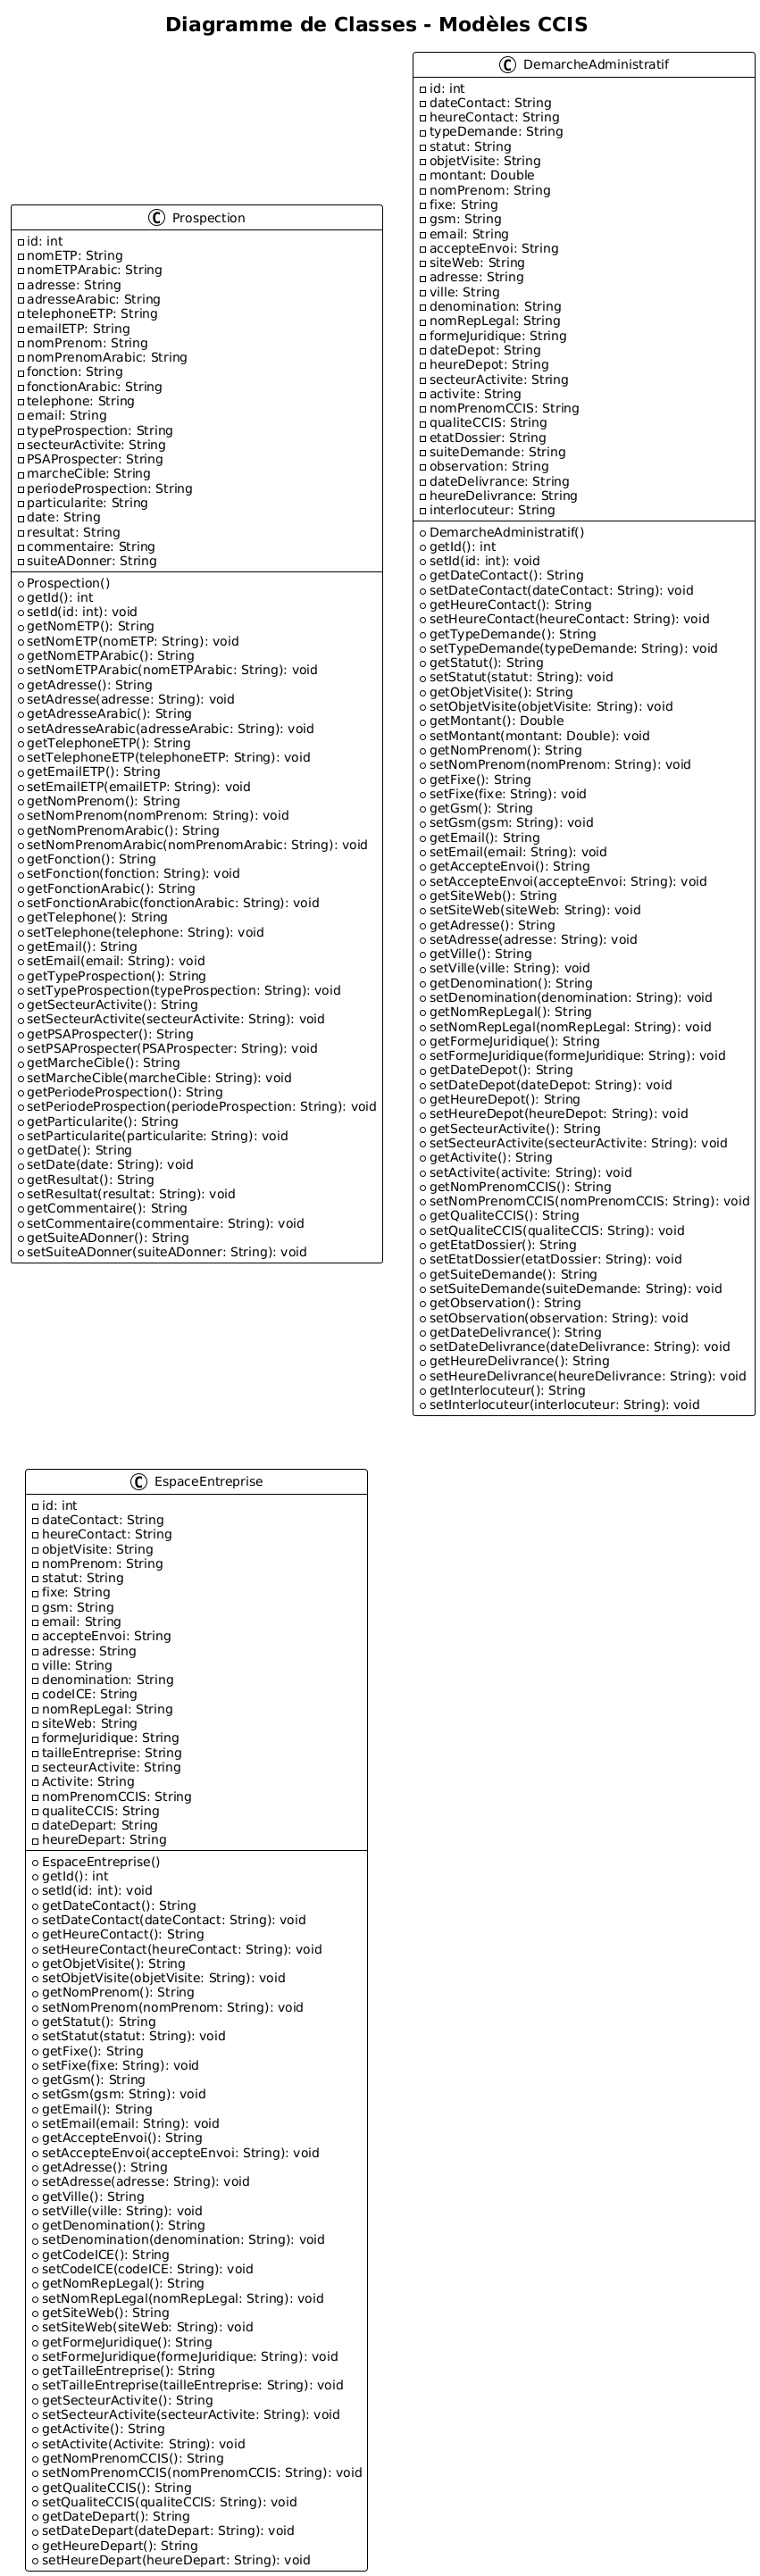 Diagramme de Classes - Modèles CCIS
C Prospection
id: int
nomETP: String
nomETPArabic: String
adresse: String
adresseArabic: String
telephoneETP: String
emailETP: String
nomPrenom: String
nomPrenomArabic: String
fonction: String
fonctionArabic: String
telephone: String
email: String
typeProspection: String
secteurActivite: String
PSAProspecter: String
marcheCible: String
periodeProspection: String
particularite: String
date: String
resultat: String
commentaire: String
suiteADonner: String
Prospection()
getId(): int
setId(id: int): void
getNomETP(): String
setNomETP(nomETP: String): void
getNomETPArabic(): String
setNomETPArabic(nomETPArabic: String): void
getAdresse(): String
setAdresse(adresse: String): void
getAdresseArabic(): String
setAdresseArabic(adresseArabic: String): void
getTelephoneETP(): String
setTelephoneETP(telephoneETP: String): void
getEmailETP(): String
setEmailETP(emailETP: String): void
getNomPrenom(): String
setNomPrenom(nomPrenom: String): void
getNomPrenomArabic(): String
setNomPrenomArabic(nomPrenomArabic: String): void
getFonction(): String
setFonction(fonction: String): void
getFonctionArabic(): String
setFonctionArabic(fonctionArabic: String): void
getTelephone(): String
setTelephone(telephone: String): void
getEmail(): String
setEmail(email: String): void
getTypeProspection(): String
setTypeProspection(typeProspection: String): void
getSecteurActivite(): String
setSecteurActivite(secteurActivite: String): void
getPSAProspecter(): String
setPSAProspecter(PSAProspecter: String): void
getMarcheCible(): String
setMarcheCible(marcheCible: String): void
getPeriodeProspection(): String
setPeriodeProspection(periodeProspection: String): void
getParticularite(): String
setParticularite(particularite: String): void
getDate(): String
setDate(date: String): void
getResultat(): String
setResultat(resultat: String): void
getCommentaire(): String
setCommentaire(commentaire: String): void
getSuiteADonner(): String
setSuiteADonner(suiteADonner: String): void
C DemarcheAdministratif
id: int
dateContact: String
heureContact: String
typeDemande: String
statut: String
objetVisite: String
montant: Double
nomPrenom: String
fixe: String
gsm: String
email: String
accepteEnvoi: String
siteWeb: String
adresse: String
ville: String
denomination: String
nomRepLegal: String
formeJuridique: String
dateDepot: String
heureDepot: String
secteurActivite: String
activite: String
nomPrenomCCIS: String
qualiteCCIS: String
etatDossier: String
suiteDemande: String
observation: String
dateDelivrance: String
heureDelivrance: String
interlocuteur: String
DemarcheAdministratif()
getId(): int
setId(id: int): void
getDateContact(): String
setDateContact(dateContact: String): void
getHeureContact(): String
setHeureContact(heureContact: String): void
getTypeDemande(): String
setTypeDemande(typeDemande: String): void
getStatut(): String
setStatut(statut: String): void
getObjetVisite(): String
setObjetVisite(objetVisite: String): void
getMontant(): Double
setMontant(montant: Double): void
getNomPrenom(): String
setNomPrenom(nomPrenom: String): void
getFixe(): String
setFixe(fixe: String): void
getGsm(): String
setGsm(gsm: String): void
getEmail(): String
setEmail(email: String): void
getAccepteEnvoi(): String
setAccepteEnvoi(accepteEnvoi: String): void
getSiteWeb(): String
setSiteWeb(siteWeb: String): void
getAdresse(): String
setAdresse(adresse: String): void
getVille(): String
setVille(ville: String): void
getDenomination(): String
setDenomination(denomination: String): void
getNomRepLegal(): String
setNomRepLegal(nomRepLegal: String): void
getFormeJuridique(): String
setFormeJuridique(formeJuridique: String): void
getDateDepot(): String
setDateDepot(dateDepot: String): void
getHeureDepot(): String
setHeureDepot(heureDepot: String): void
getSecteurActivite(): String
setSecteurActivite(secteurActivite: String): void
getActivite(): String
setActivite(activite: String): void
getNomPrenomCCIS(): String
setNomPrenomCCIS(nomPrenomCCIS: String): void
getQualiteCCIS(): String
setQualiteCCIS(qualiteCCIS: String): void
getEtatDossier(): String
setEtatDossier(etatDossier: String): void
getSuiteDemande(): String
setSuiteDemande(suiteDemande: String): void
getObservation(): String
setObservation(observation: String): void
getDateDelivrance(): String
setDateDelivrance(dateDelivrance: String): void
getHeureDelivrance(): String
setHeureDelivrance(heureDelivrance: String): void
getInterlocuteur(): String
setInterlocuteur(interlocuteur: String): void
C EspaceEntreprise
id: int
dateContact: String
heureContact: String
objetVisite: String
nomPrenom: String
statut: String
fixe: String
gsm: String
email: String
accepteEnvoi: String
adresse: String
ville: String
denomination: String
codeICE: String
nomRepLegal: String
siteWeb: String
formeJuridique: String
tailleEntreprise: String
secteurActivite: String
Activite: String
nomPrenomCCIS: String
qualiteCCIS: String
dateDepart: String
heureDepart: String
EspaceEntreprise()
getId(): int
setId(id: int): void
getDateContact(): String
setDateContact(dateContact: String): void
getHeureContact(): String
setHeureContact(heureContact: String): void
getObjetVisite(): String
setObjetVisite(objetVisite: String): void
getNomPrenom(): String
setNomPrenom(nomPrenom: String): void
getStatut(): String
setStatut(statut: String): void
getFixe(): String
setFixe(fixe: String): void
getGsm(): String
setGsm(gsm: String): void
getEmail(): String
setEmail(email: String): void
getAccepteEnvoi(): String
setAccepteEnvoi(accepteEnvoi: String): void
getAdresse(): String
setAdresse(adresse: String): void
getVille(): String
setVille(ville: String): void
getDenomination(): String
setDenomination(denomination: String): void
getCodeICE(): String
setCodeICE(codeICE: String): void
getNomRepLegal(): String
setNomRepLegal(nomRepLegal: String): void
getSiteWeb(): String
setSiteWeb(siteWeb: String): void
getFormeJuridique(): String
setFormeJuridique(formeJuridique: String): void
getTailleEntreprise(): String
setTailleEntreprise(tailleEntreprise: String): void
getSecteurActivite(): String
setSecteurActivite(secteurActivite: String): void
getActivite(): String
setActivite(Activite: String): void
getNomPrenomCCIS(): String
setNomPrenomCCIS(nomPrenomCCIS: String): void
getQualiteCCIS(): String
setQualiteCCIS(qualiteCCIS: String): void
getDateDepart(): String
setDateDepart(dateDepart: String): void
getHeureDepart(): String
setHeureDepart(heureDepart: String): void